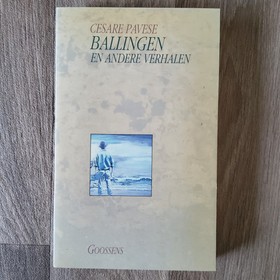 CESARE PAVESE
BALLINGEN
EN ANDERE VERHALEN
GOOSSENS